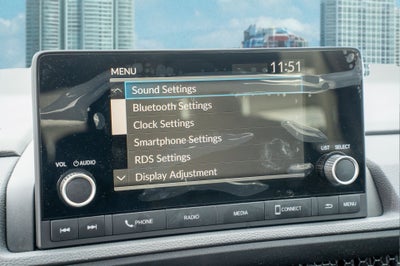 MENU 11:51
Sound Settings
Bluetooth Settings
Clock Settings
Smartphone Settings
RDS Settings
Display Adjustment
VOL AUDIO
LIST SELECT
PHONE RADIO MEDIA CONNECT MENU